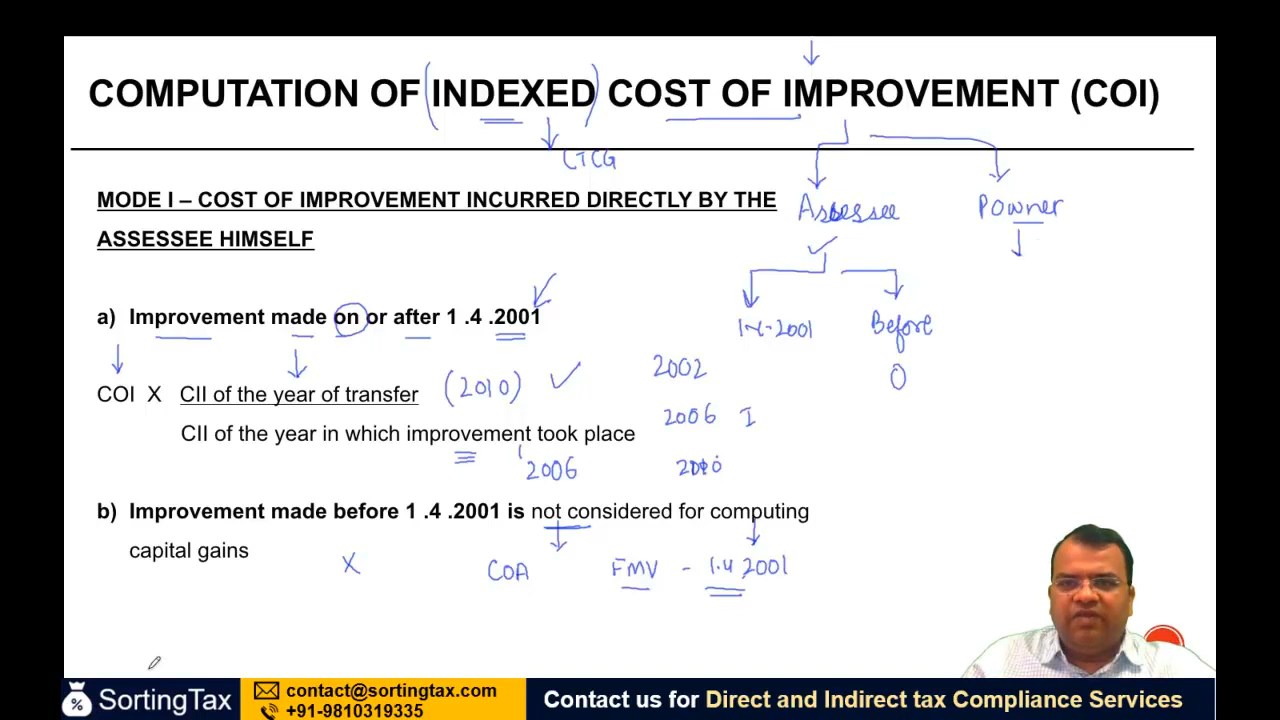 COMPUTATION OF (INDEXED) COST OF IMPROVEMENT (COI)
LTCG
MODE I – COST OF IMPROVEMENT INCURRED DIRECTLY BY THE
ASSESSEE HIMSELF
Assessee
Powner
a) Improvement made on or after 1 .4 .2001
1-4-2001
Before
COI X CII of the year of transfer (2010)
2002
0
CII of the year in which improvement took place
2006 I
2006
2010
b) Improvement made before 1 .4 .2001 is not considered for computing
capital gains
X COA FMV - 1.4.2001
SortingTax
contact@sortingtax.com
+91-9810319335
Contact us for Direct and Indirect tax Compliance Services